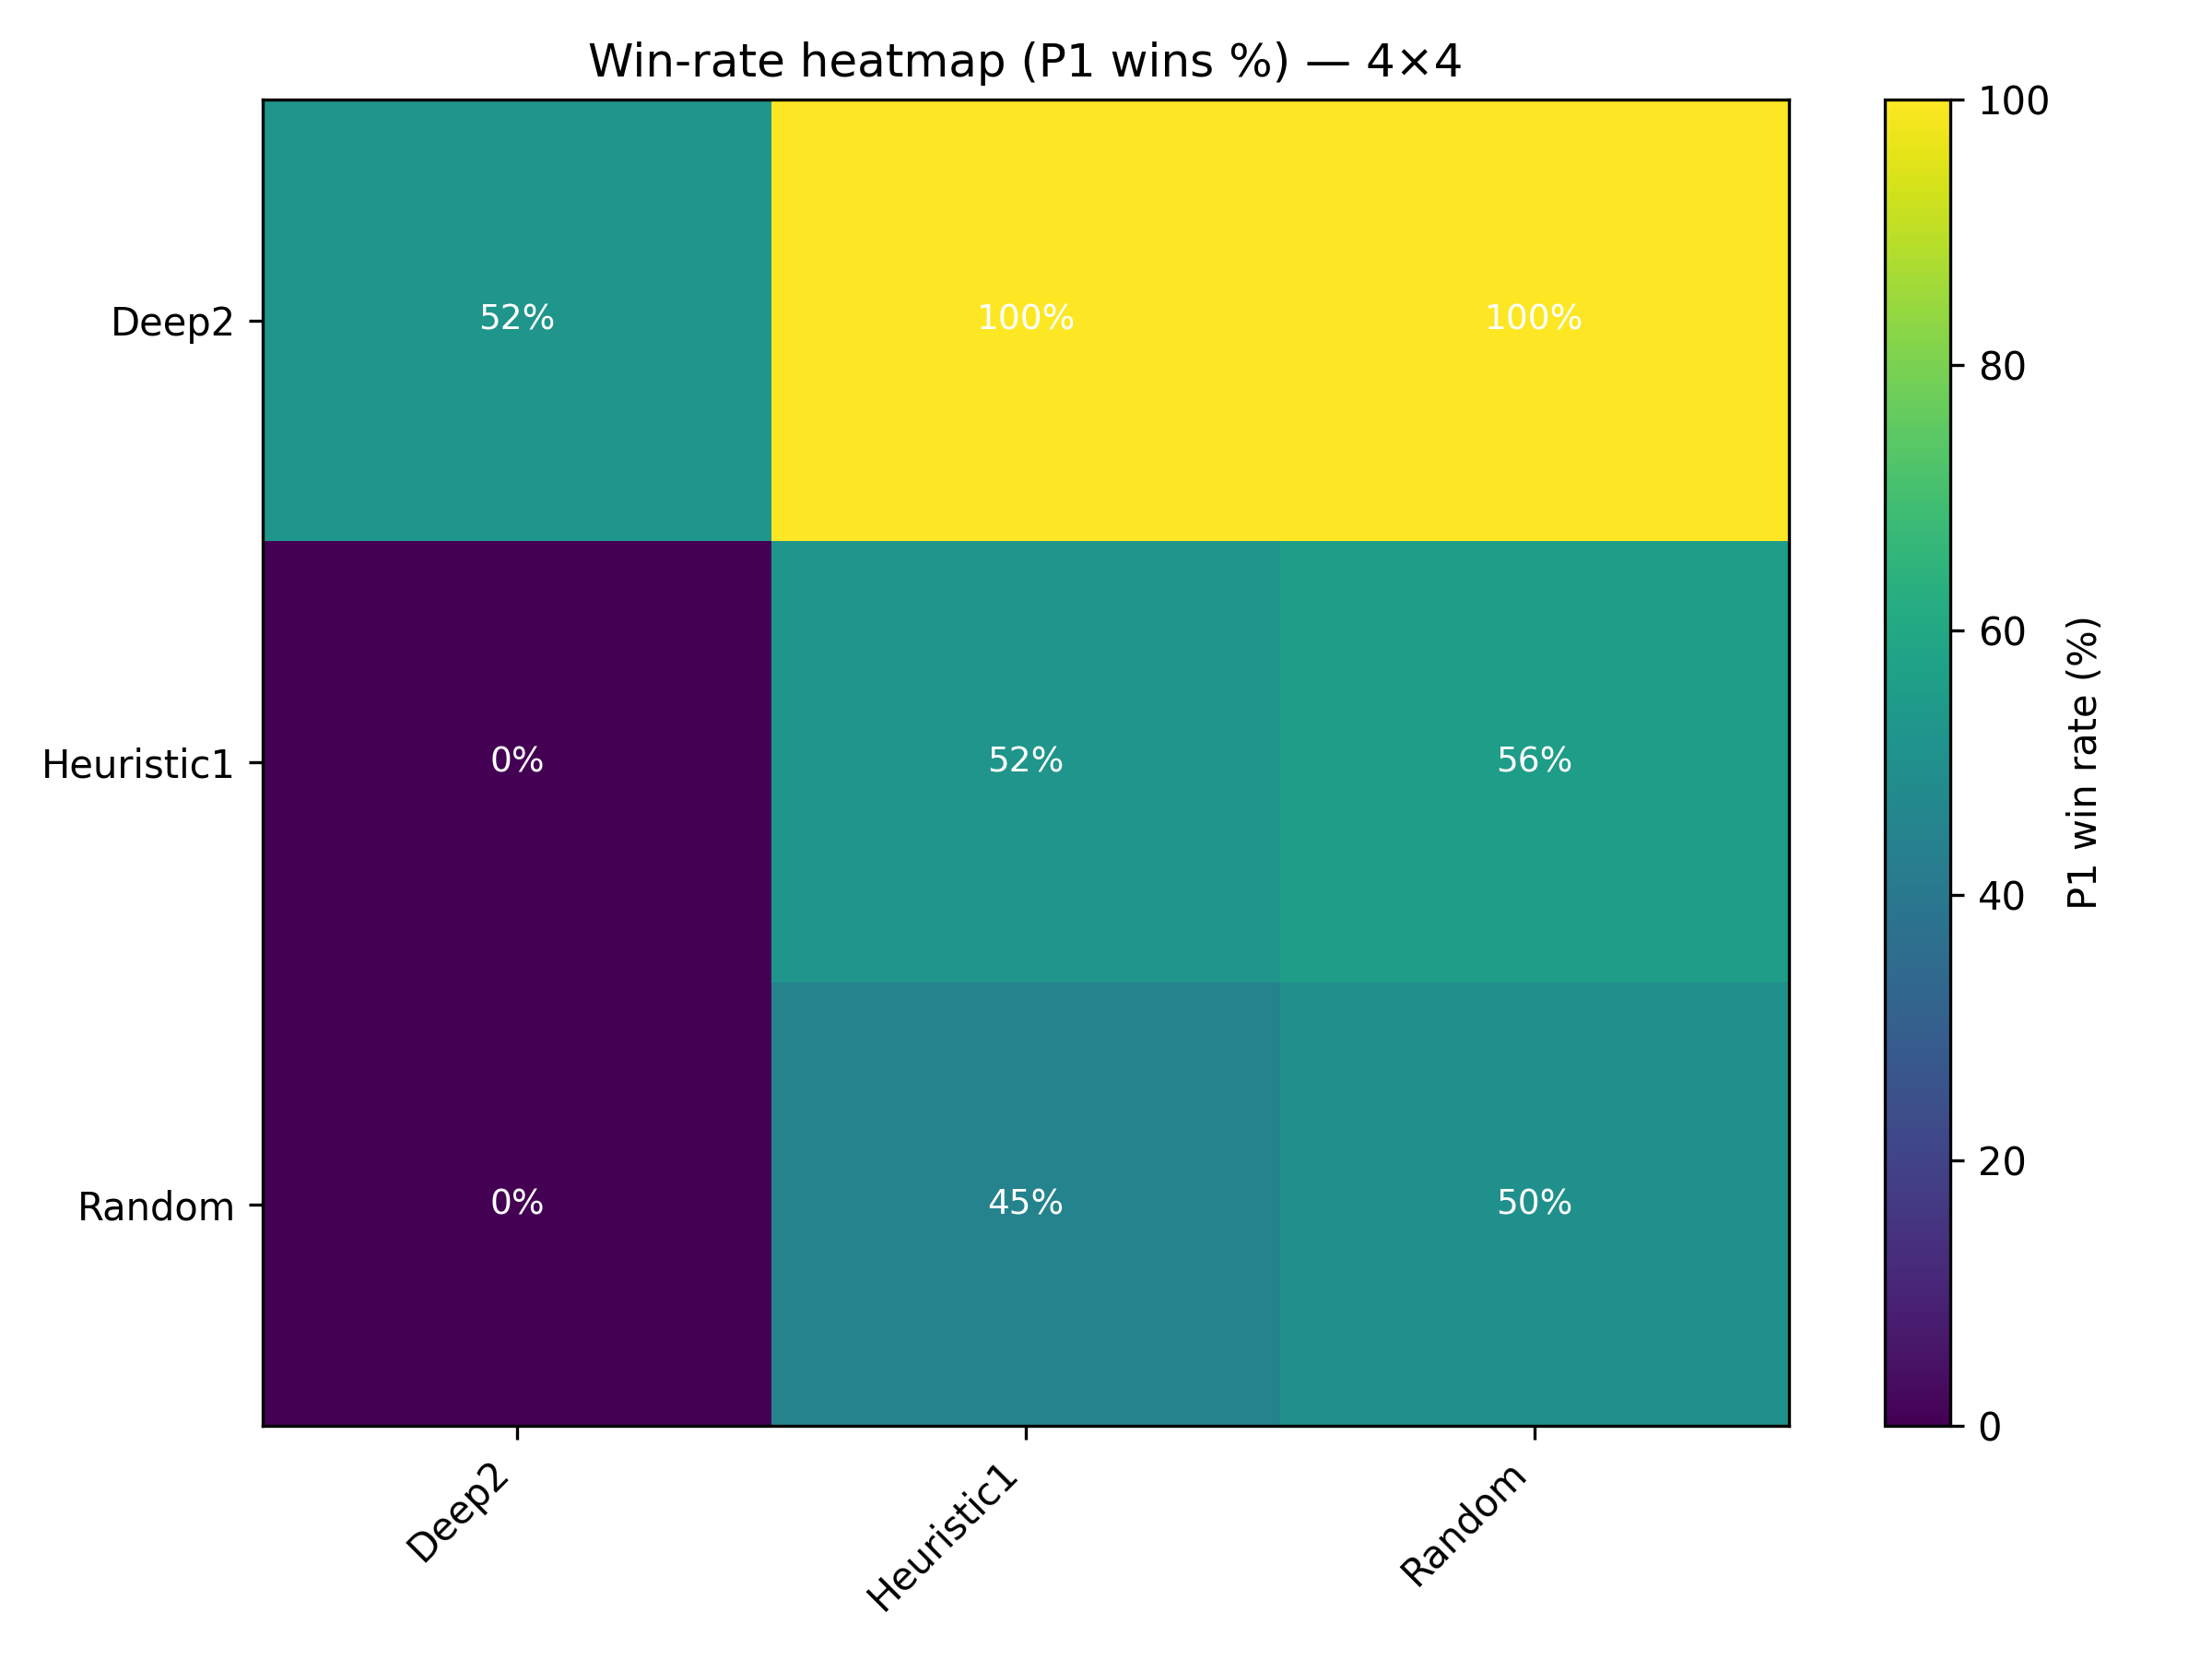 Win-rate heatmap (P1 wins %) — 4×4
Deep2
52%
100%
100%
Heuristic1
0%
52%
56%
Random
0%
45%
50%
Deep2
Heuristic1
Random
100
80
60
40
20
0
P1 win rate (%)